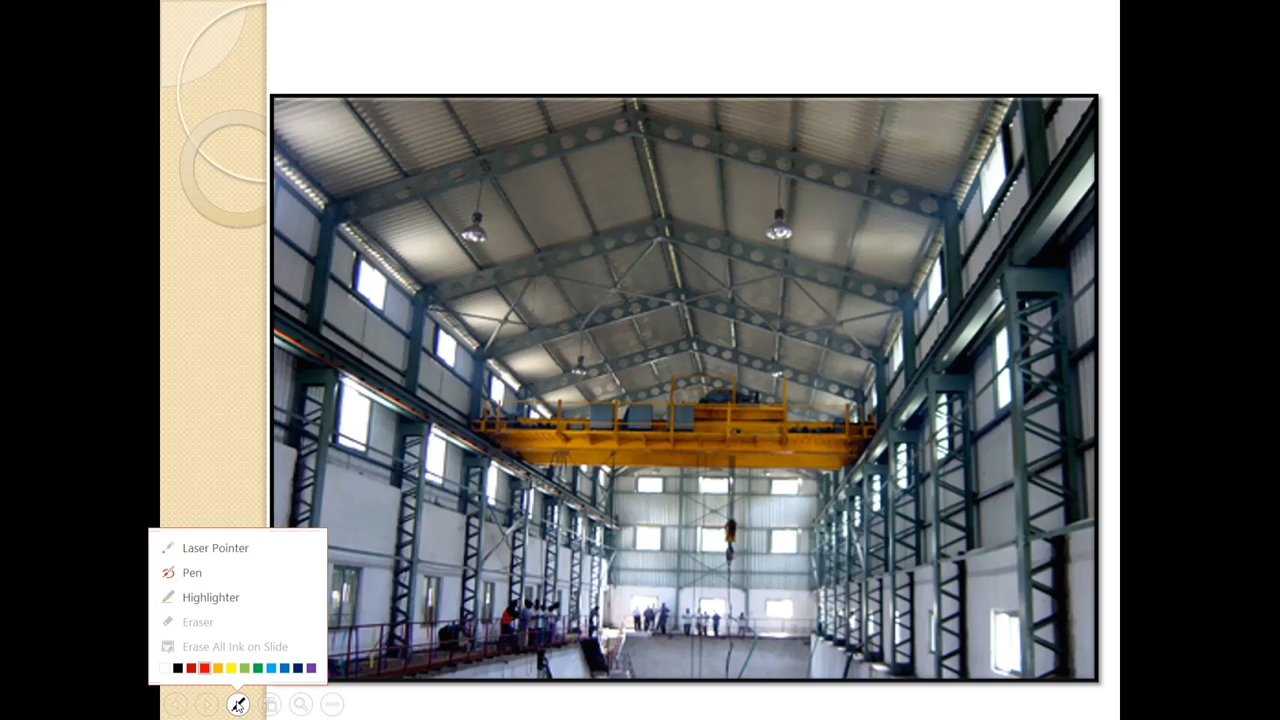 Laser Pointer
Pen
Highlighter
Eraser
Erase All Ink on Slide